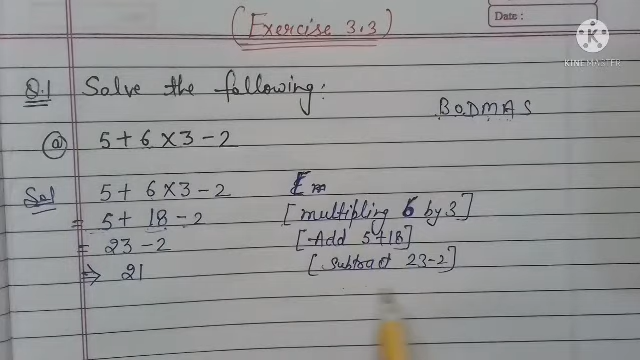 Date :
(Exercise 3.3)
KINEMASTER
Q.1 Solve the following:
BODMAS
(a) 5 + 6 × 3 - 2
Sol 5 + 6 × 3 - 2
= 5 + 18 - 2 [multipling 6 by 3]
= 23 - 2 [Add 5+18]
⇒ 21 [subtract 23-2]